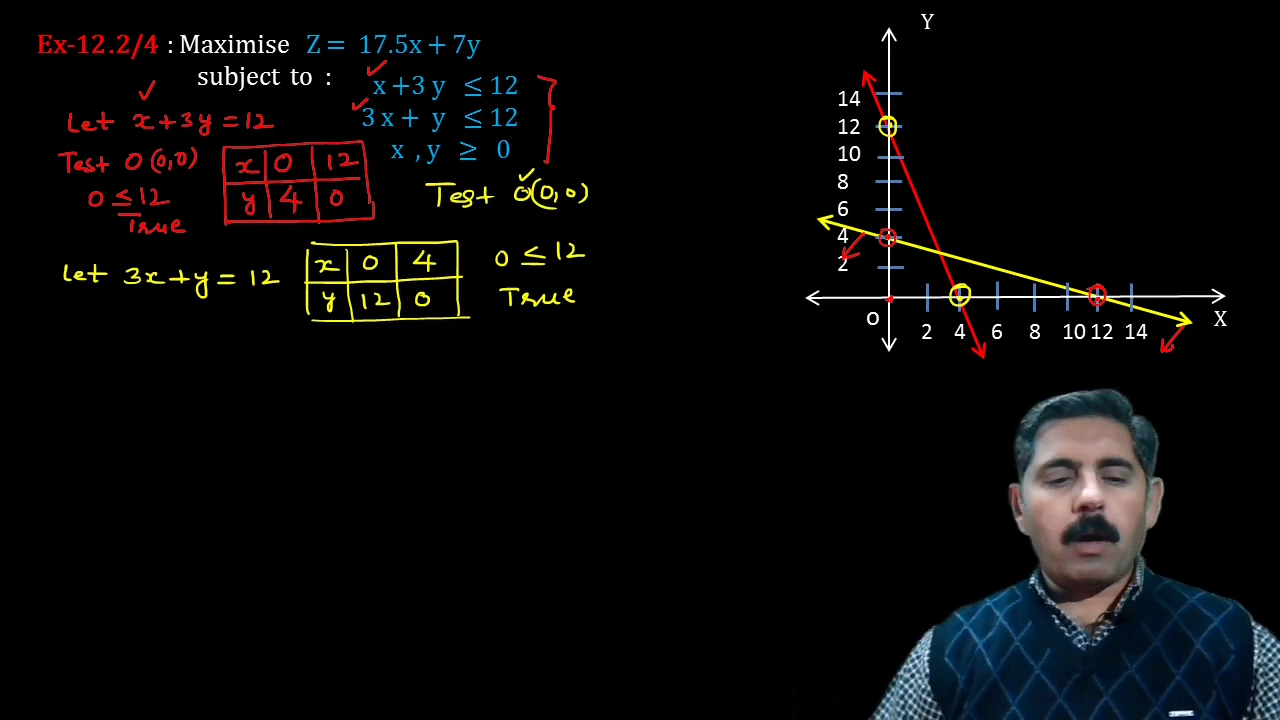 Ex-12.2/4 : Maximise Z = 17.5x + 7y
subject to :
x + 3 y ≤ 12
3 x + y ≤ 12
x , y ≥ 0
Let x + 3y = 12
Test O (0,0)
0 ≤ 12
True
x 0 12
y 4 0
Test O(0,0)
0 ≤ 12
True
Let 3x + y = 12
x 0 4
y 12 0
Y
14
12
10
8
6
4
2
O
2 4 6 8 10 12 14
X